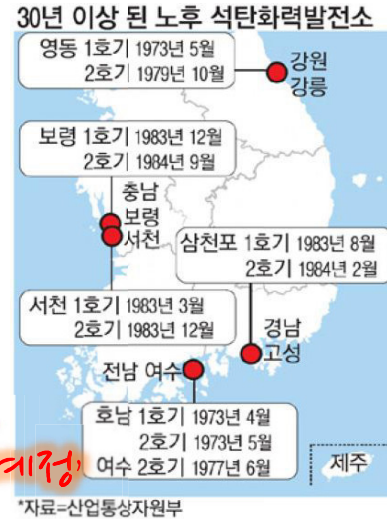 30년 이상 된 노후 석탄화력발전소
영동 1호기 1973년 5월
2호기 1979년 10월
강원
강릉
보령 1호기 1983년 12월
2호기 1984년 9월
충남
보령
서천
삼천포 1호기 1983년 8월
2호기 1984년 2월
서천 1호기 1983년 3월
2호기 1983년 12월
경남
고성
전남 여수
호남 1호기 1973년 4월
2호기 1973년 5월
여수 2호기 1977년 6월
예정,
제주
*자료=산업통상자원부